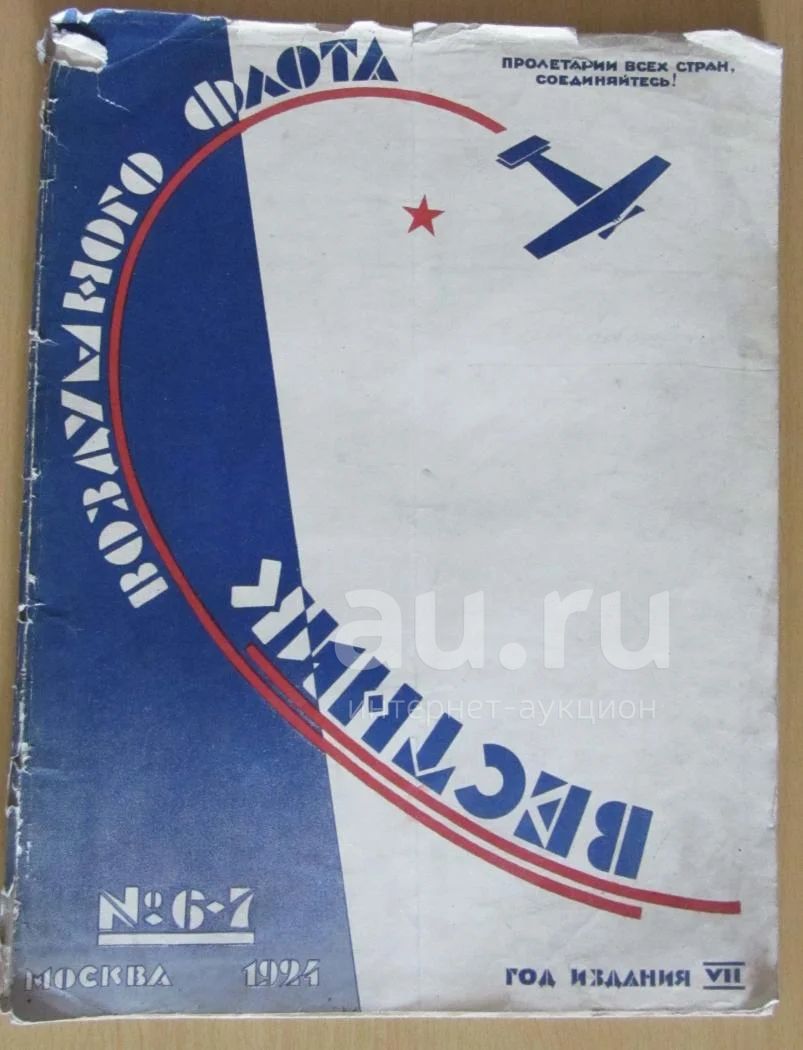 ПРОЛЕТАРИИ ВСЕХ СТРАН,
СОЕДИНЯЙТЕСЬ!
ВЕСТНИК
ВОЗДУШНОГО ФЛОТА
au.ru
интернет-аукцион
№ 6-7
МОСКВА 1924
ГОД ИЗДАНИЯ VII